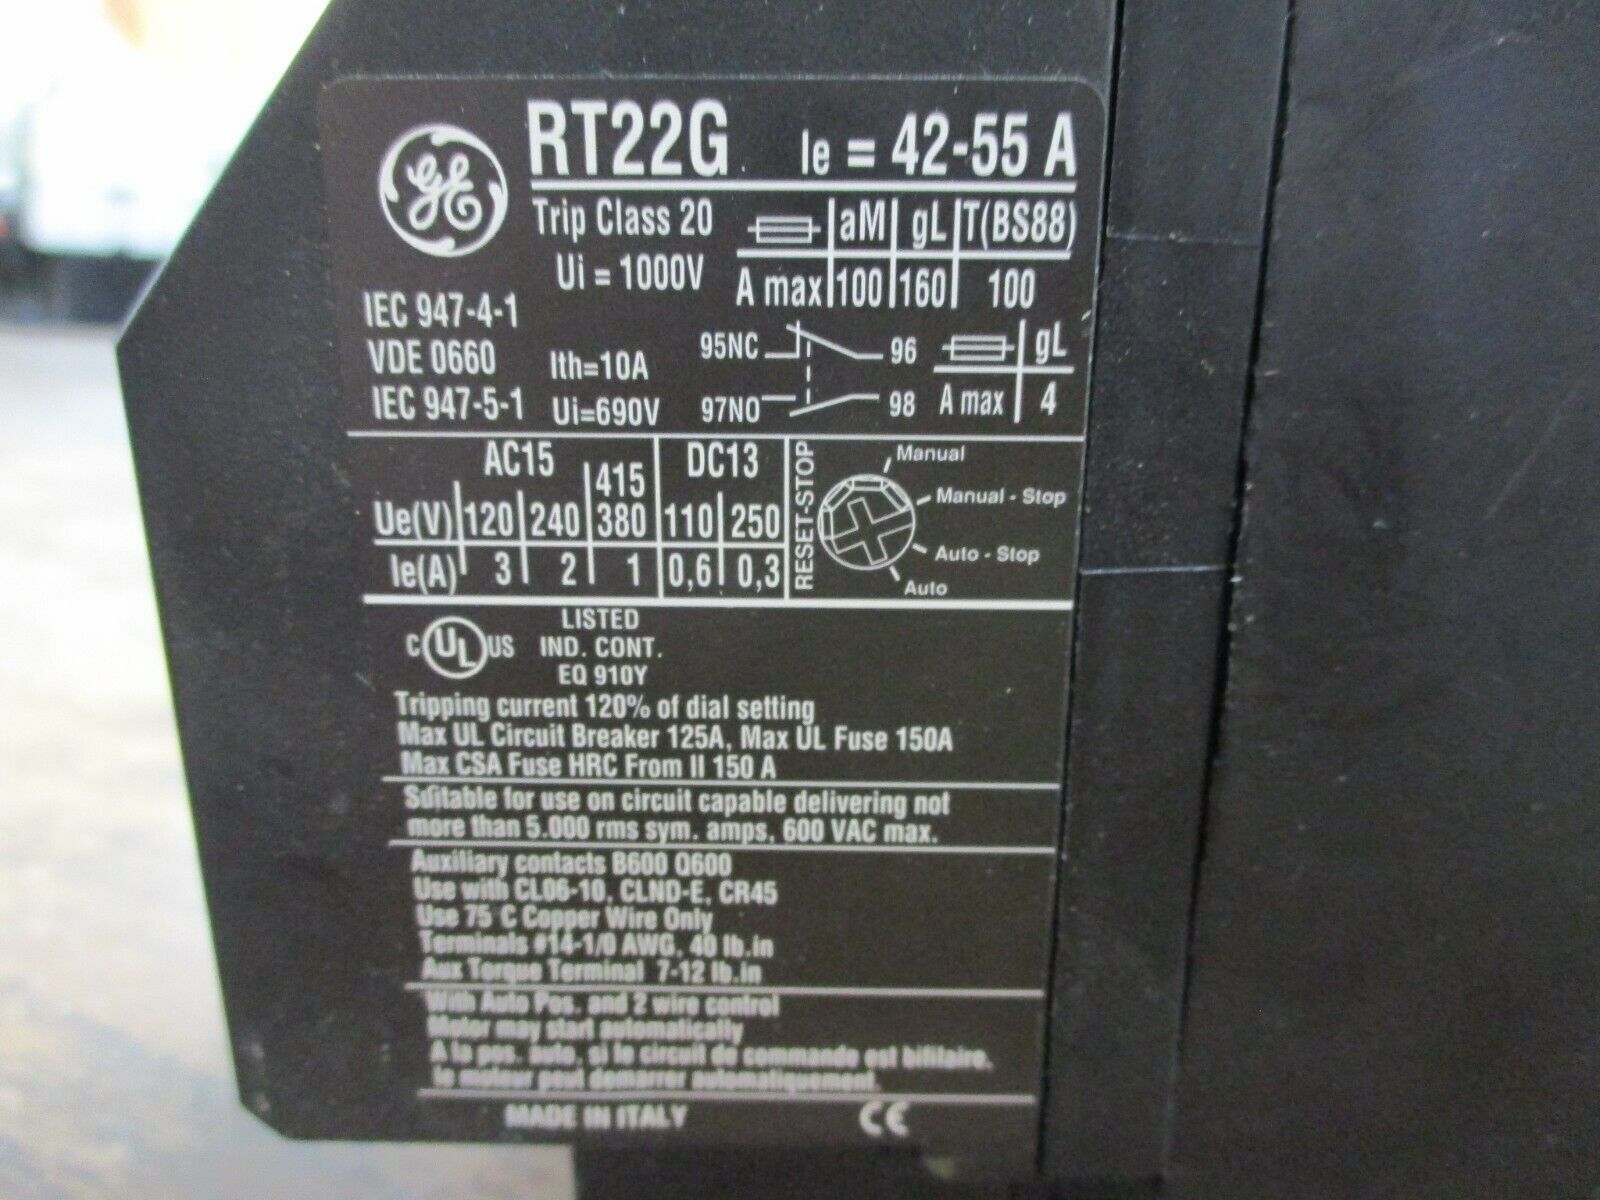 GE
RT22G Ie = 42-55 A
Trip Class 20 aM gL T(BS88)
Ui = 1000V A max 100 160 100
IEC 947-4-1
VDE 0660 Ith=10A 95NC 96 gL
IEC 947-5-1 Ui=690V 97NO 98 A max 4
AC15 DC13
415
Ue(V) 120 240 380 110 250
Ie(A) 3 2 1 0,6 0,3
RESET-STOP
Manual
Manual - Stop
Auto - Stop
Auto
C UL US
LISTED
IND. CONT.
EQ 910Y
Tripping current 120% of dial setting
Max UL Circuit Breaker 125A, Max UL Fuse 150A
Max CSA Fuse HRC From II 150 A
Suitable for use on circuit capable delivering not
more than 5.000 rms sym. amps, 600 VAC max.
Auxiliary contacts B600 Q600
Use with CL06-10, CLND-E, CR45
Use 75 C Copper Wire Only
Terminals #14-1/0 AWG, 40 lb.in
Aux Torque Terminal 7-12 lb.in
With Auto Pos. and 2 wire control
Motor may start automatically
A la pos. auto, si le circuit de commande est bifilaire,
le moteur peut demarrer automatiquement.
MADE IN ITALY CE